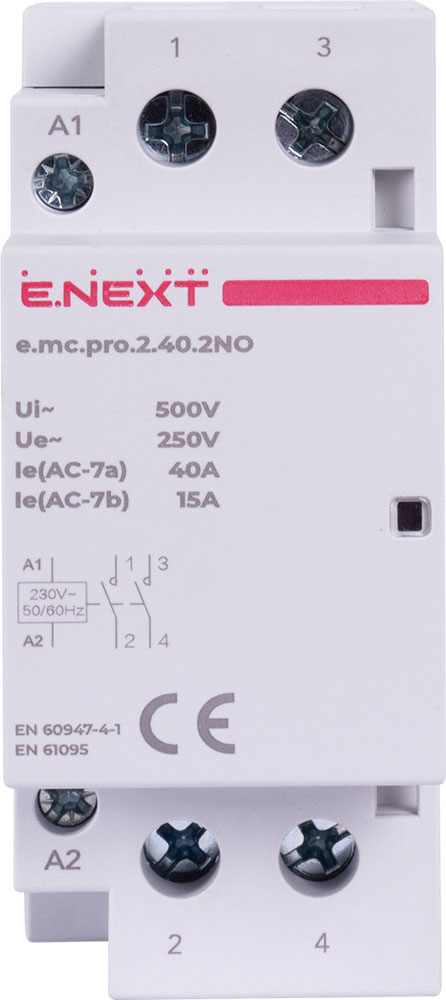 1 3
A1
E.NEXT
e.mc.pro.2.40.2NO
Ui~ 500V
Ue~ 250V
Ie(AC-7a) 40A
Ie(AC-7b) 15A
A1 1 3
230V~
50/60Hz
A2 2 4
EN 60947-4-1
EN 61095
CE
A2
2 4